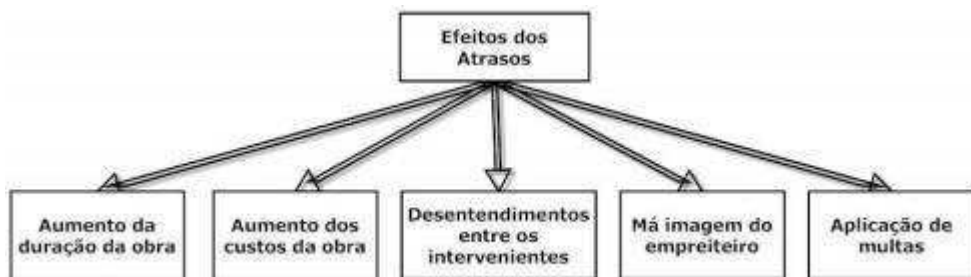 Efeitos dos
Atrasos
Aumento da
duração da obra
Aumento dos
custos da obra
Desentendimentos
entre os
intervenientes
Má imagem do
empreiteiro
Aplicação de
multas